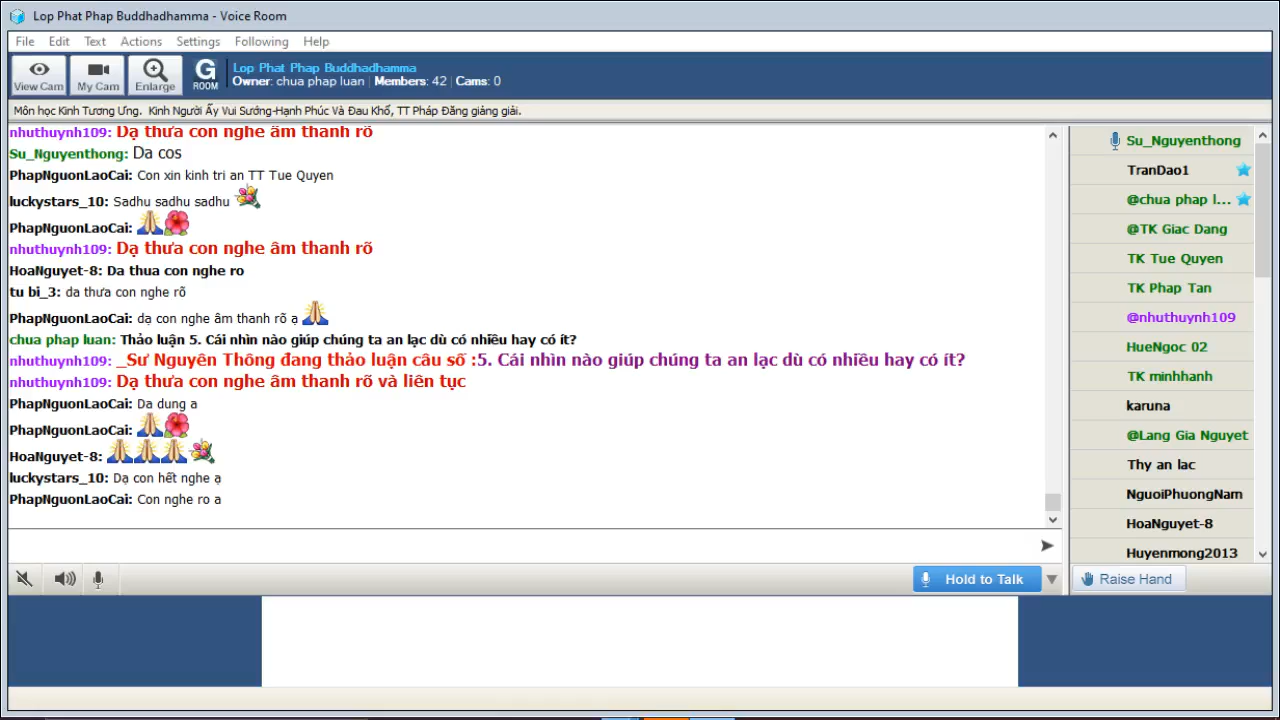 Lop Phat Phap Buddhadhamma - Voice Room
File Edit Text Actions Settings Following Help
View Cam My Cam Enlarge G ROOM
Lop Phat Phap Buddhadhamma
Owner: chua phap luan | Members: 42 | Cams: 0
Môn học Kinh Tương Ưng. Kinh Người Ấy Vui Sướng-Hạnh Phúc Và Đau Khổ, TT Pháp Đăng giảng giải.
nhuthuynh109: Dạ thưa con nghe âm thanh rõ
Su_Nguyenthong: Da cos
PhapNguonLaoCai: Con xin kinh tri an TT Tue Quyen
luckystars_10: Sadhu sadhu sadhu
PhapNguonLaoCai:
nhuthuynh109: Dạ thưa con nghe âm thanh rõ
HoaNguyet-8: Da thua con nghe ro
tu bi_3: da thưa con nghe rõ
PhapNguonLaoCai: dạ con nghe âm thanh rõ ạ
chua phap luan: Thảo luận 5. Cái nhìn nào giúp chúng ta an lạc dù có nhiều hay có ít?
nhuthuynh109: _Sư Nguyên Thông đang thảo luận câu số :5. Cái nhìn nào giúp chúng ta an lạc dù có nhiều hay có ít?
nhuthuynh109: Dạ thưa con nghe âm thanh rõ và liên tục
PhapNguonLaoCai: Da dung a
PhapNguonLaoCai:
HoaNguyet-8:
luckystars_10: Dạ con hết nghe ạ
PhapNguonLaoCai: Con nghe ro a
Hold to Talk
Su_Nguyenthong
TranDao1
@chua phap l...
@TK Giac Dang
TK Tue Quyen
TK Phap Tan
@nhuthuynh109
HueNgoc 02
TK minhhanh
karuna
@Lang Gia Nguyet
Thy an lac
NguoiPhuongNam
HoaNguyet-8
Huyenmong2013
Raise Hand